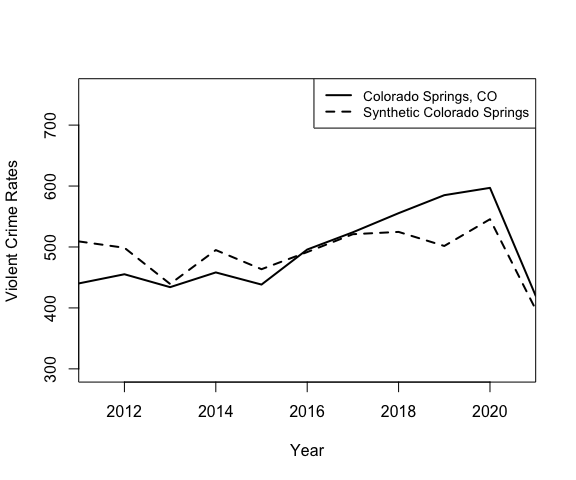 Colorado Springs, CO
Synthetic Colorado Springs
Violent Crime Rates
700
600
500
400
300
2012 2014 2016 2018 2020
Year